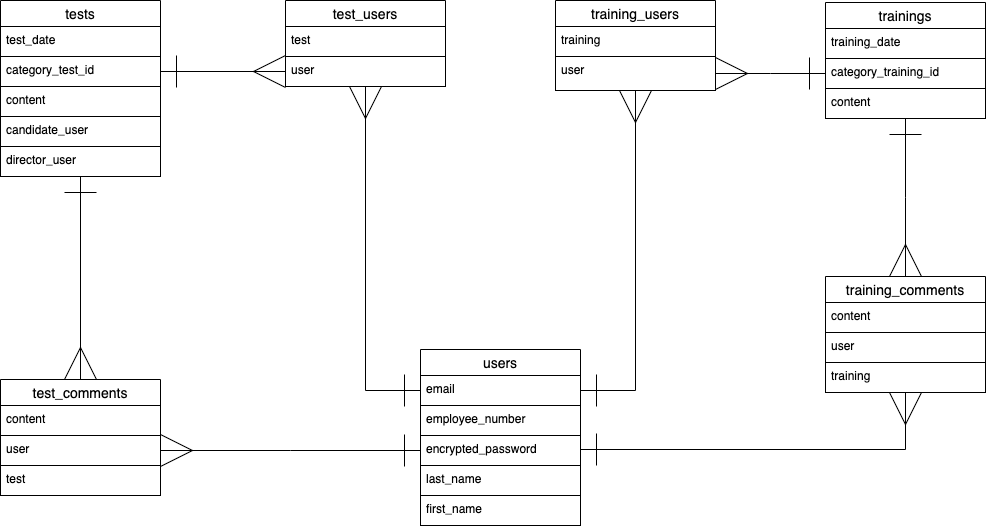 tests
test_date
category_test_id
content
candidate_user
director_user
test_users
test
user
training_users
training
user
trainings
training_date
category_training_id
content
test_comments
content
user
test
users
email
employee_number
encrypted_password
last_name
first_name
training_comments
content
user
training